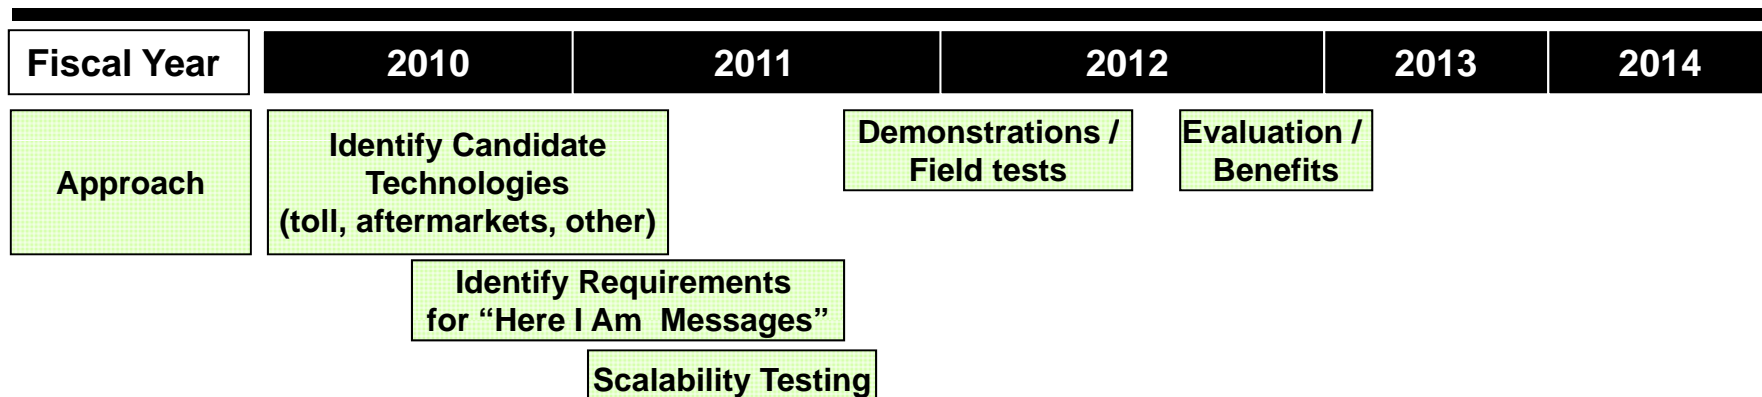 Fiscal Year 2010 2011 2012 2013 2014
Approach
Identify Candidate
Technologies
(toll, aftermarkets, other)
Demonstrations /
Field tests
Evaluation /
Benefits
Identify Requirements
for “Here I Am  Messages”
Scalability Testing